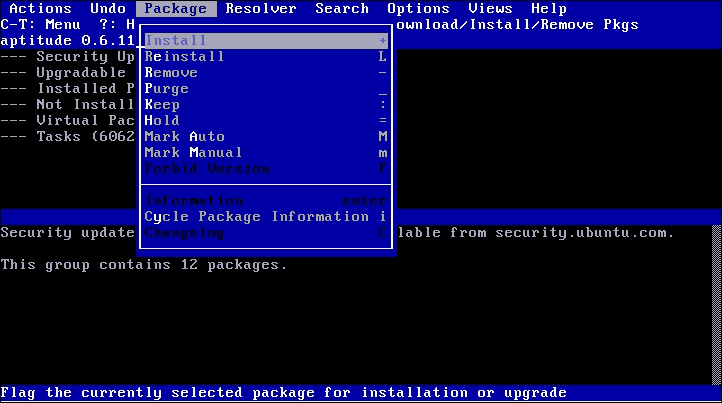 Actions Undo Package Resolver Search Options Views Help
C-T: Menu ?: H ownload/Install/Remove Pkgs
aptitude 0.6.11
Install +
--- Security Up Reinstall L
--- Upgradable Remove -
--- Installed P Purge _
--- Not Install Keep :
--- Virtual Pac Hold =
--- Tasks (6062 Mark Auto M
Mark Manual m
Forbid Version F
Information enter
Cycle Package Information i
Security update Changelog C lable from security.ubuntu.com.
This group contains 12 packages.
Flag the currently selected package for installation or upgrade